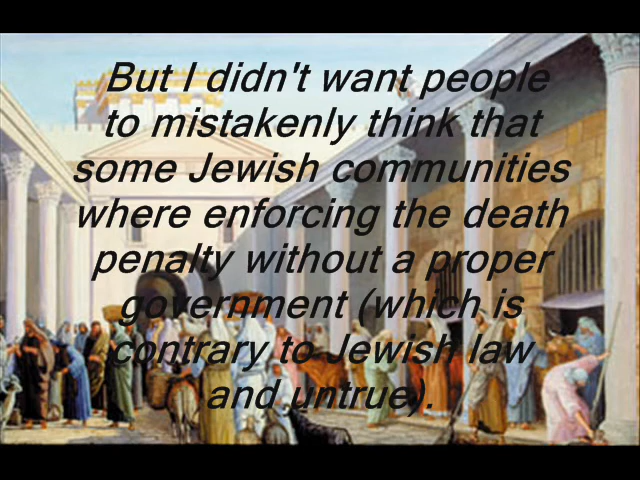 But I didn't want people
to mistakenly think that
some Jewish communities
where enforcing the death
penalty without a proper
government (which is
contrary to Jewish law
and untrue).